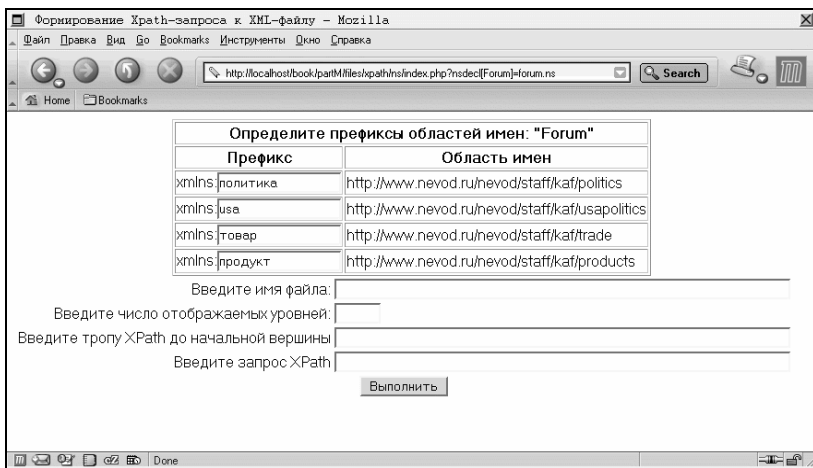 Формирование Xpath-запроса к XML-файлу - Mozilla
Файл Правка Вид Go Bookmarks Инструменты Окно Справка
http://localhost/book/partM/files/xpath/ns/index.php?nsdecl[Forum]=forum.ns Search
Home Bookmarks
Определите префиксы областей имен: "Forum"
Префикс Область имен
xmlns:политика http://www.nevod.ru/nevod/staff/kaf/politics
xmlns:usa http://www.nevod.ru/nevod/staff/kaf/usapolitics
xmlns:товар http://www.nevod.ru/nevod/staff/kaf/trade
xmlns:продукт http://www.nevod.ru/nevod/staff/kaf/products
Введите имя файла:
Введите число отображаемых уровней:
Введите тропу XPath до начальной вершины
Введите запрос XPath
Выполнить
Done